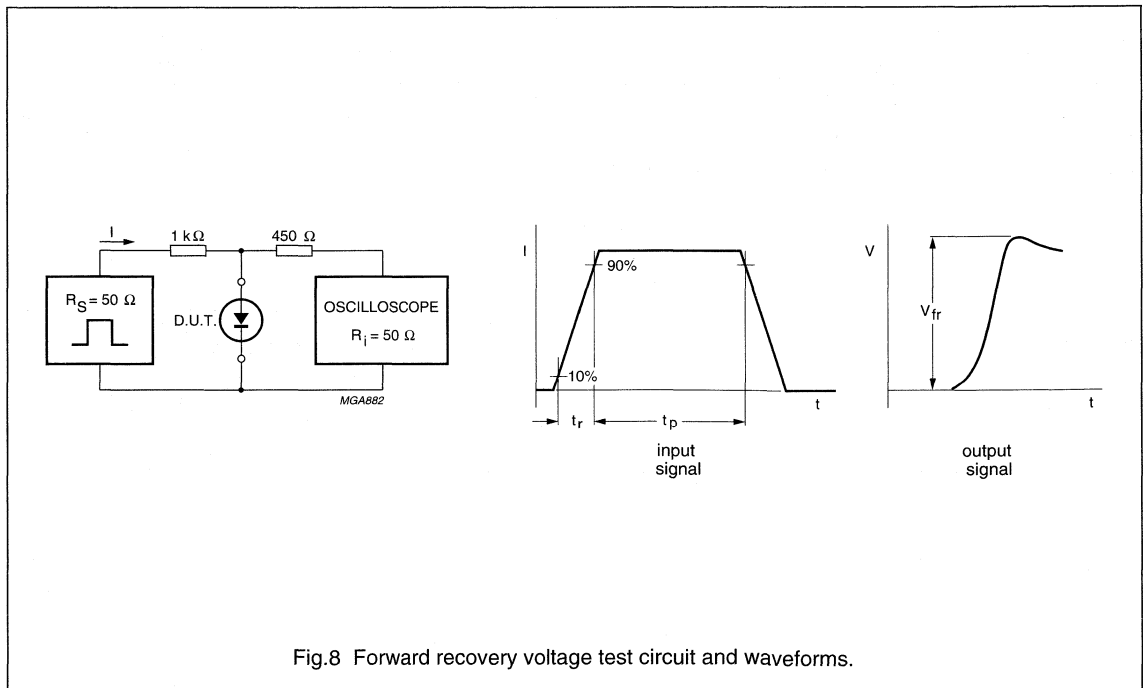 I
1 kΩ
450 Ω
R_S = 50 Ω
D.U.T.
OSCILLOSCOPE
R_i = 50 Ω
MGA882
I
90%
10%
t
t_r
t_p
input
signal
V
V_fr
t
output
signal
Fig.8 Forward recovery voltage test circuit and waveforms.